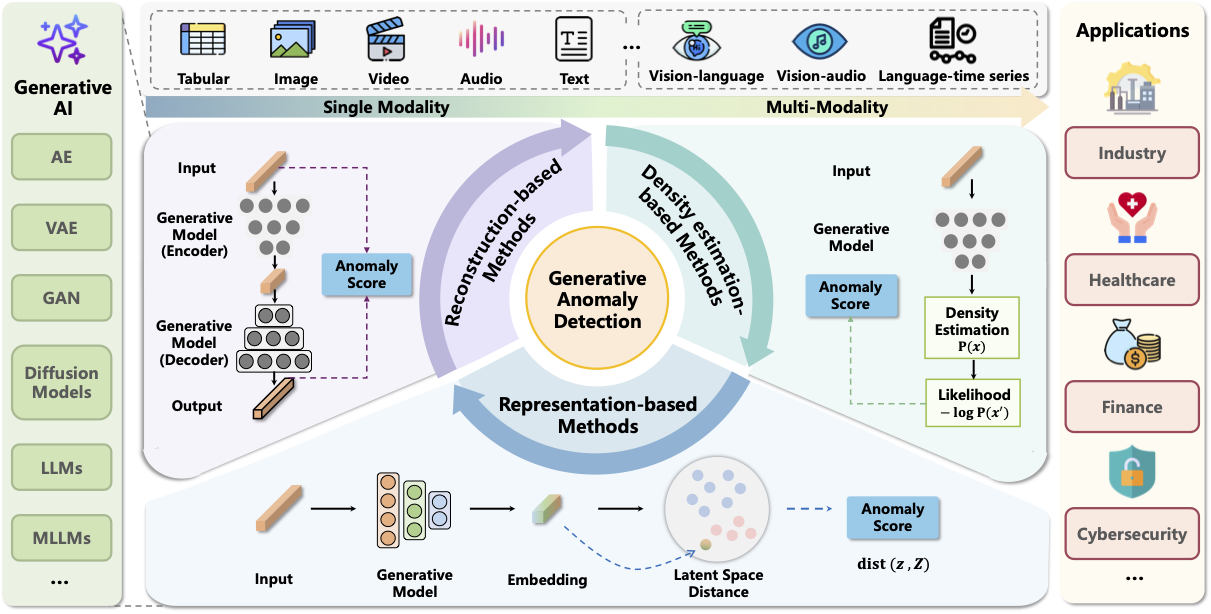 Generative
AI
AE
VAE
GAN
Diffusion
Models
LLMs
MLLMs
...
Tabular
Image
Video
Audio
Text
...
Vision-language
Vision-audio
Language-time series
Single Modality
Multi-Modality
Input
Generative
Model
(Encoder)
Generative
Model
(Decoder)
Output
Anomaly
Score
Reconstruction-based
Methods
Density estimation-
based Methods
Generative
Anomaly
Detection
Representation-based
Methods
Input
Generative
Model
Anomaly
Score
Density
Estimation
P(x)
Likelihood
− log P(x′)
Input
Generative
Model
Embedding
Latent Space
Distance
Anomaly
Score
dist (z , Z)
Applications
Industry
Healthcare
Finance
Cybersecurity
...